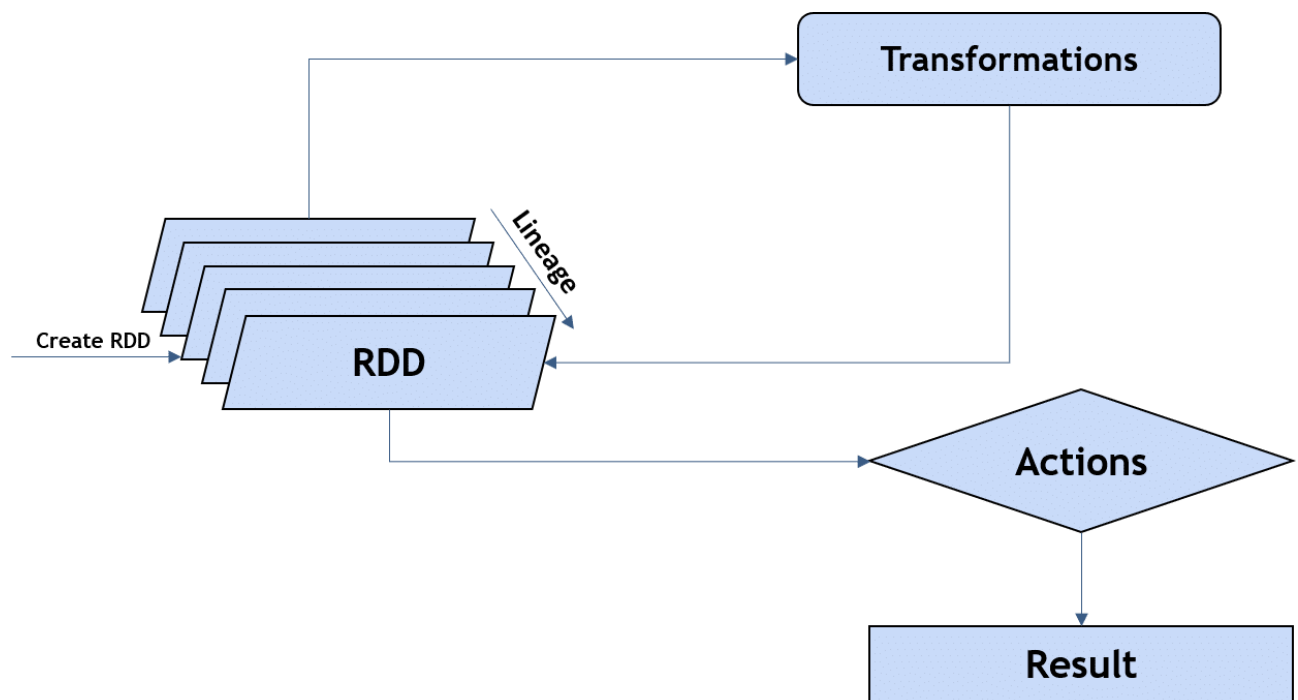 Transformations
Lineage
Create RDD
RDD
Actions
Result